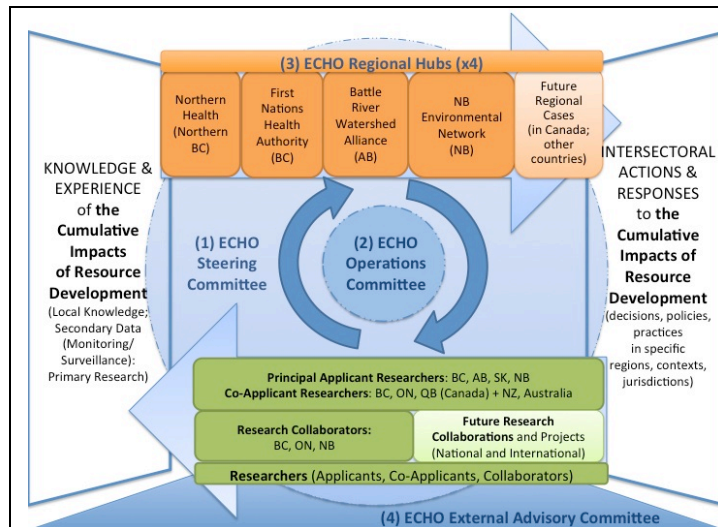 (3) ECHO Regional Hubs (x4)
Northern
Health
(Northern
BC)
First
Nations
Health
Authority
(BC)
Battle
River
Watershed
Alliance
(AB)
NB
Environmental
Network
(NB)
Future
Regional
Cases
(in Canada;
other
countries)
KNOWLEDGE &
EXPERIENCE
of the
Cumulative
Impacts
of Resource
Development
(Local Knowledge;
Secondary Data
(Monitoring/
Surveillance):
Primary Research)
(1) ECHO
Steering
Committee
(2) ECHO
Operations
Committee
INTERSECTORAL
ACTIONS &
RESPONSES
to the
Cumulative
Impacts of
Resource
Development
(decisions, policies,
practices
in specific
regions, contexts,
jurisdictions)
Principal Applicant Researchers: BC, AB, SK, NB
Co-Applicant Researchers: BC, ON, QB (Canada) + NZ, Australia
Research Collaborators:
BC, ON, NB
Future Research
Collaborations and Projects
(National and International)
Researchers (Applicants, Co-Applicants, Collaborators)
(4) ECHO External Advisory Committee